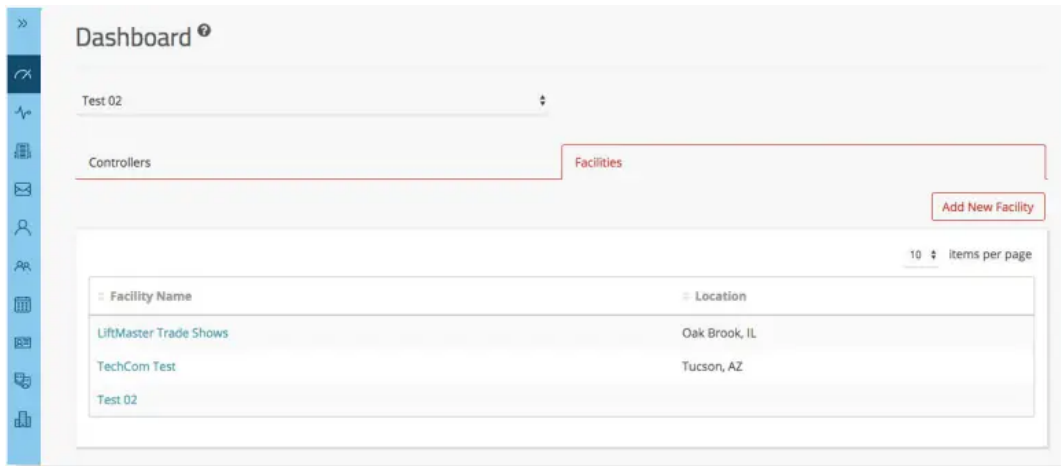 Dashboard ?
Test 02
Controllers Facilities
Add New Facility
10 items per page
Facility Name Location
LiftMaster Trade Shows Oak Brook, IL
TechCom Test Tucson, AZ
Test 02